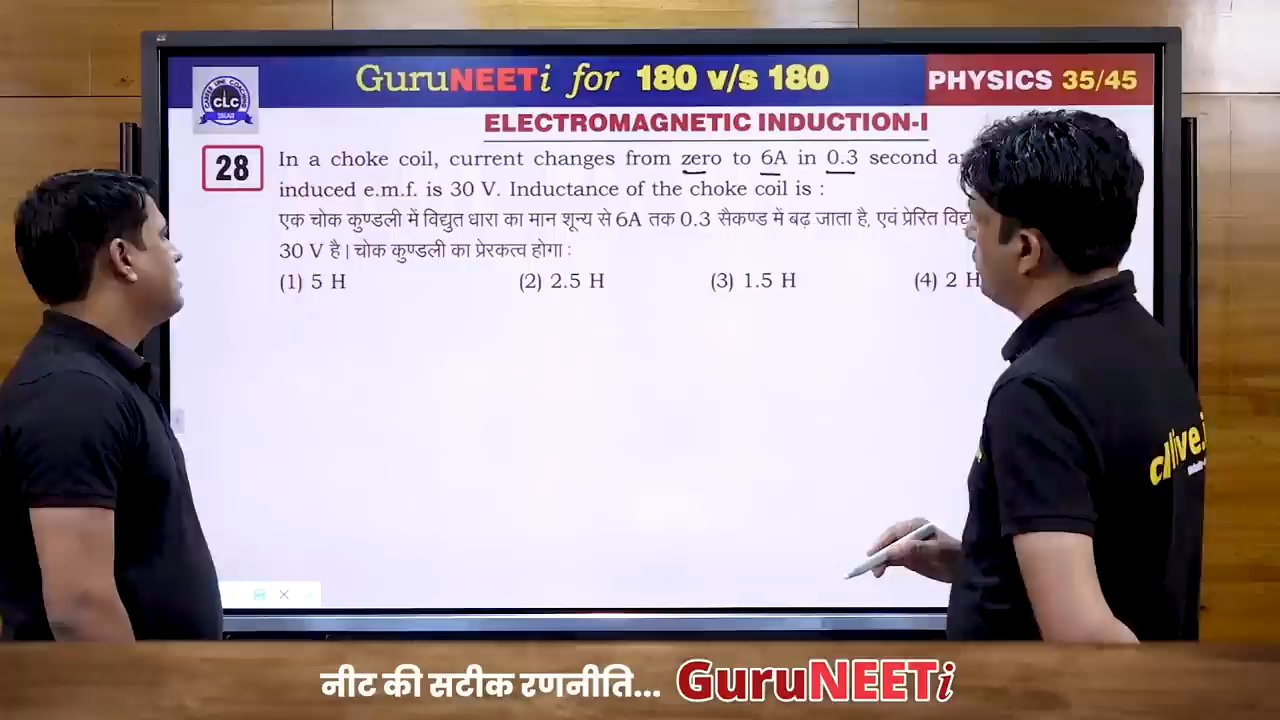 GuruNEETi for 180 v/s 180
PHYSICS 35/45
CLC
SIKAR
ELECTROMAGNETIC INDUCTION-I
28
In a choke coil, current changes from zero to 6A in 0.3 second
induced e.m.f. is 30 V. Inductance of the choke coil is :
एक चोक कुण्डली में विद्युत धारा का मान शून्य से 6A तक 0.3 सैकण्ड में बढ़ जाता है, एवं प्रेरित
30 V है। चोक कुण्डली का प्रेरकत्व होगा :
(1) 5 H (2) 2.5 H (3) 1.5 H (4) 2 H
नीट की सटीक रणनीति... GuruNEETi